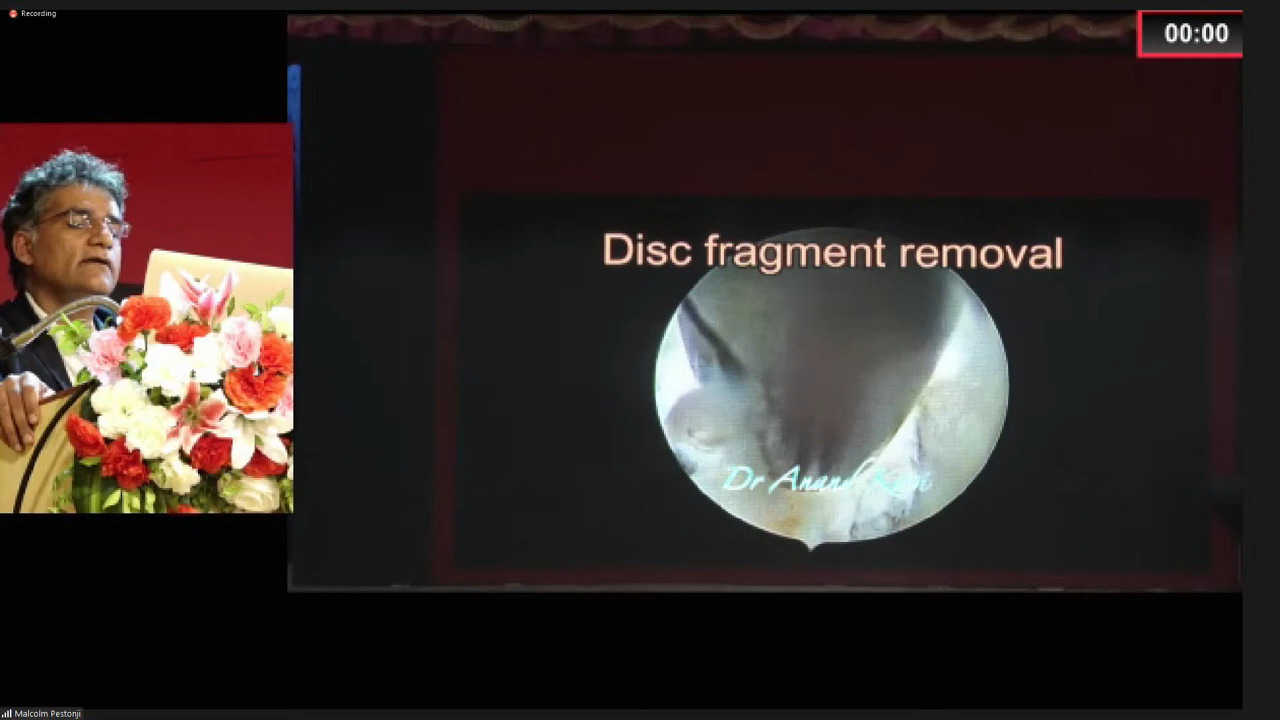 Recording
00:00
Disc fragment removal
Dr Anand
Malcolm Pestonji